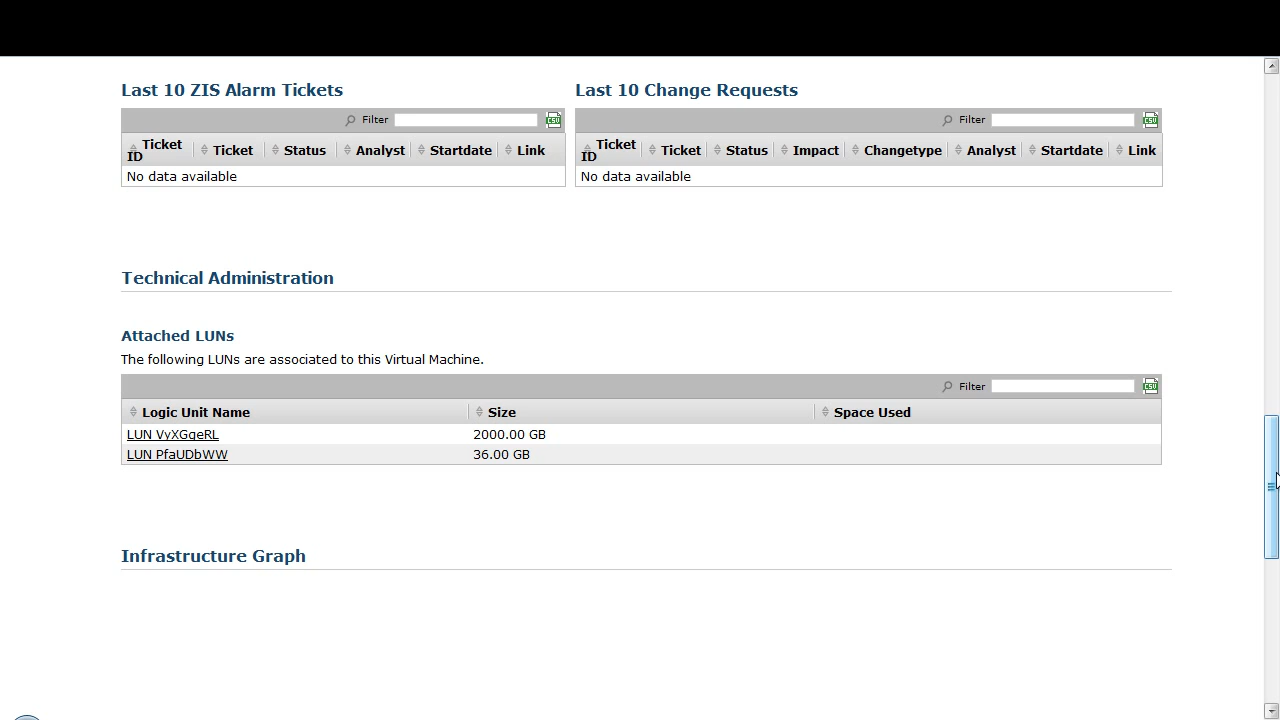 Last 10 ZIS Alarm Tickets
Filter
CSV
Ticket ID Ticket Status Analyst Startdate Link
No data available
Last 10 Change Requests
Filter
CSV
Ticket ID Ticket Status Impact Changetype Analyst Startdate Link
No data available
Technical Administration
Attached LUNs
The following LUNs are associated to this Virtual Machine.
Filter
CSV
Logic Unit Name Size Space Used
LUN VyXGqeRL 2000.00 GB
LUN PfaUDbWW 36.00 GB
Infrastructure Graph